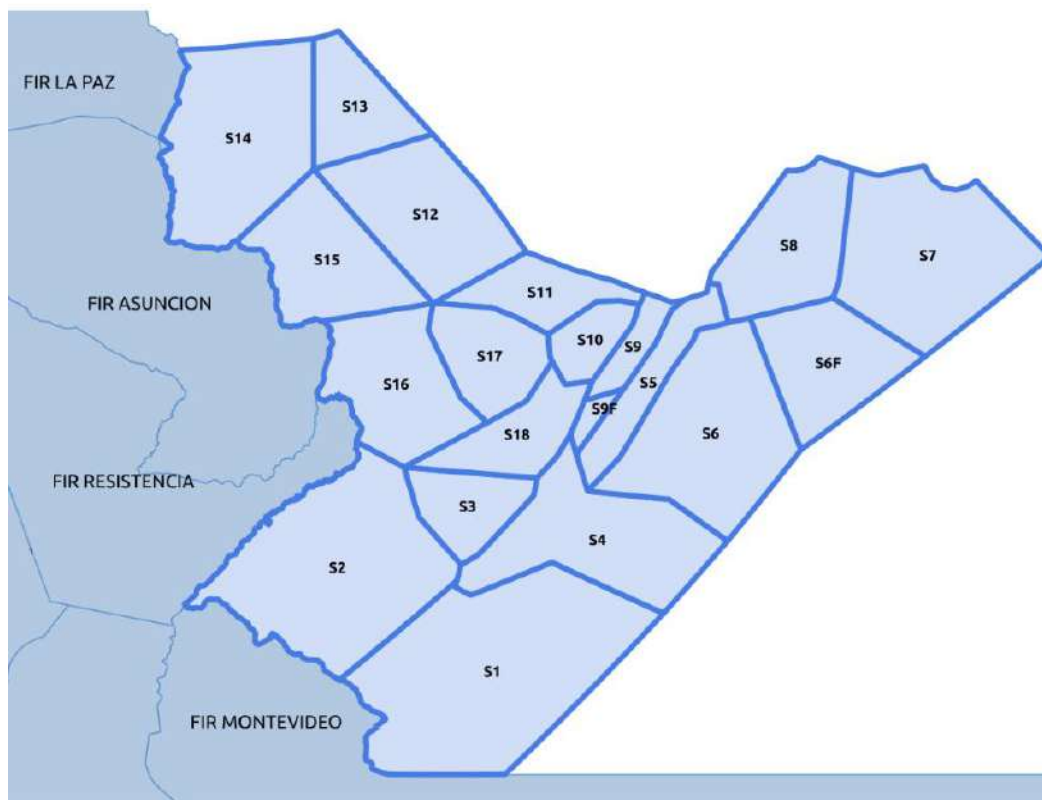 FIR LA PAZ
S13
S14
S12
S8
S7
S15
FIR ASUNCION
S11
S10
S9
S17
S6F
S16
S5
S9F
S18
S6
FIR RESISTENCIA
S3
S4
S2
S1
FIR MONTEVIDEO